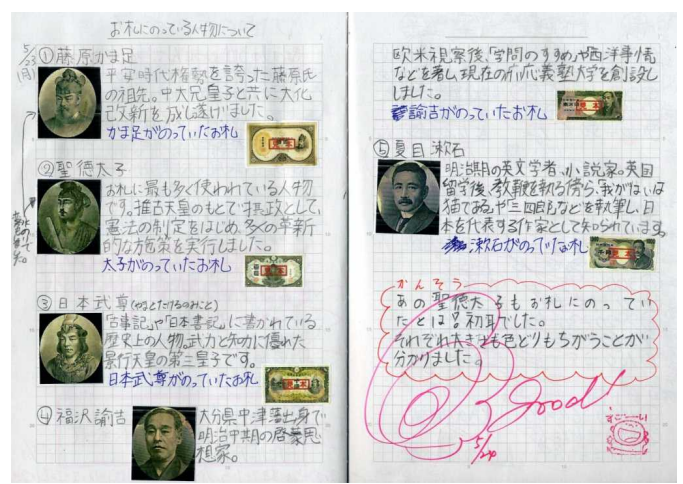 お札にのっている人物について
5/23
(月)
①藤原かま足
平安時代権勢を誇った藤原氏
の祖先。中大兄皇子と共に大化
改新を成し遂げました。
かま足がのっていたお札
②聖徳太子
お札に最も多く使われている人物
です。推古天皇のもとで摂政として、
憲法の制定をはじめ、多くの革新
的な施策を実行しました。
太子がのっていたお札
③日本武尊(やまとたけるのみこと)
「古事記」や「日本書記」に書かれている
歴史上の人物。武力と知力に優れた
景行天皇の第三皇子です。
日本武尊がのっていたお札
④福沢諭吉
大分県中津藩出身で
明治中期の啓蒙思
想家。
欧米視察後、「学問のすすめ」や「西洋事情」
などを著し、現在の慶応義塾大学を創設
しました。
諭吉がのっていたお札
⑤夏目漱石
明治期の英文学者、小説家。英国
留学後、教鞭を執る傍ら、「我がはいは
猫である」や「三四郎」などを執筆し、日
本を代表する作家として知られています。
漱石がのっていたお札
かんそう
あの聖徳太子もお札にのってい
たとは!初耳でした。
それぞれ大きさも色どりもちがうことが
分かりました。
Good!
5/24